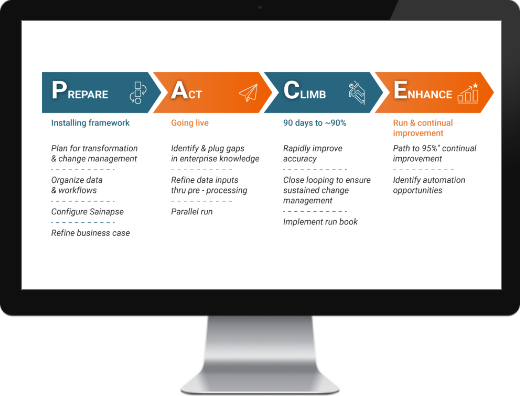 PREPARE
ACT
CLIMB
ENHANCE
Installing framework
Plan for transformation
& change management
Organize data
& workflows
Configure Sainapse
Refine business case
Going live
Identify & plug gaps
in enterprise knowledge
Refine data inputs
thru pre - processing
Parallel run
90 days to ~90%
Rapidly improve
accuracy
Close looping to ensure
sustained change
management
Implement run book
Run & continual
improvement
Path to 95%+ continual
improvement
Identify automation
opportunities